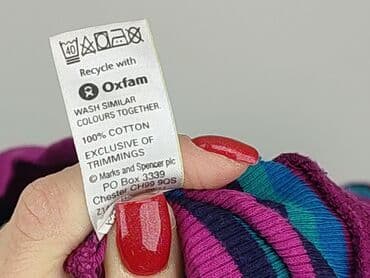 40
Recycle with
Oxfam
WASH SIMILAR
COLOURS TOGETHER
100% COTTON
EXCLUSIVE OF
TRIMMINGS
© Marks and Spencer plc
PO Box 3339
Chester CH99 9QS